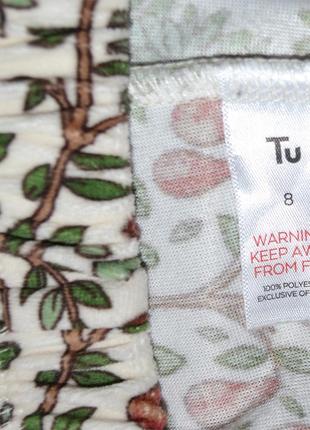 Tu
8
WARNIN
KEEP AW
FROM F
100% POLYES
EXCLUSIVE OF